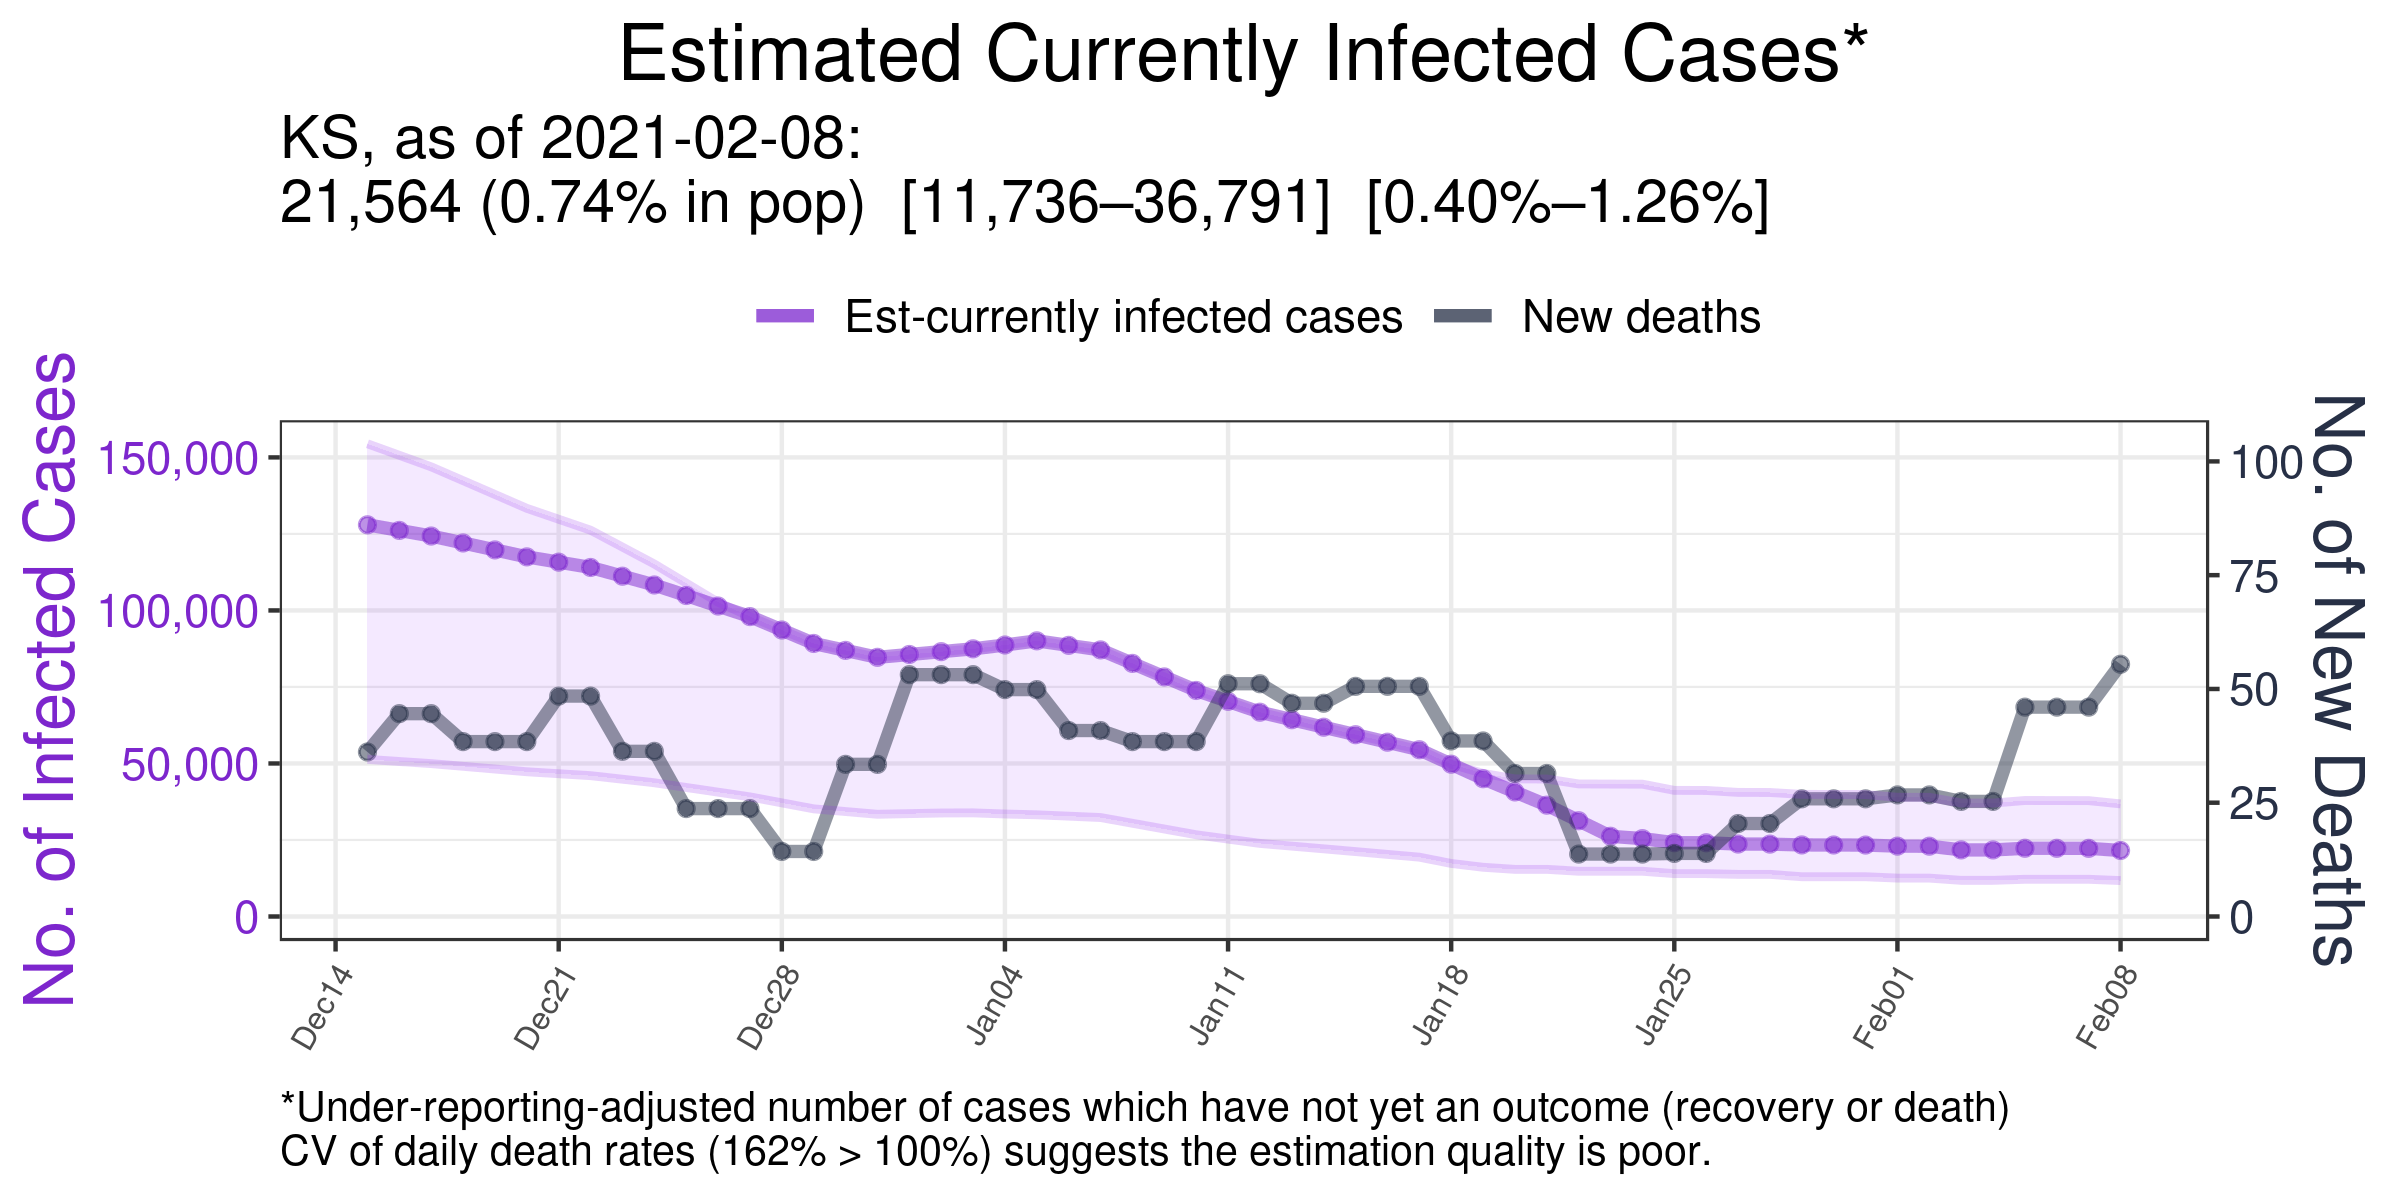 Estimated Currently Infected Cases*
KS, as of 2021-02-08:
21,564 (0.74% in pop)  [11,736–36,791]  [0.40%–1.26%]
Est-currently infected cases
New deaths
No. of Infected Cases
150,000
100,000
50,000
0
100
75
50
25
0
No. of New Deaths
Dec14
Dec21
Dec28
Jan04
Jan11
Jan18
Jan25
Feb01
Feb08
*Under-reporting-adjusted number of cases which have not yet an outcome (recovery or death)
CV of daily death rates (162% > 100%) suggests the estimation quality is poor.